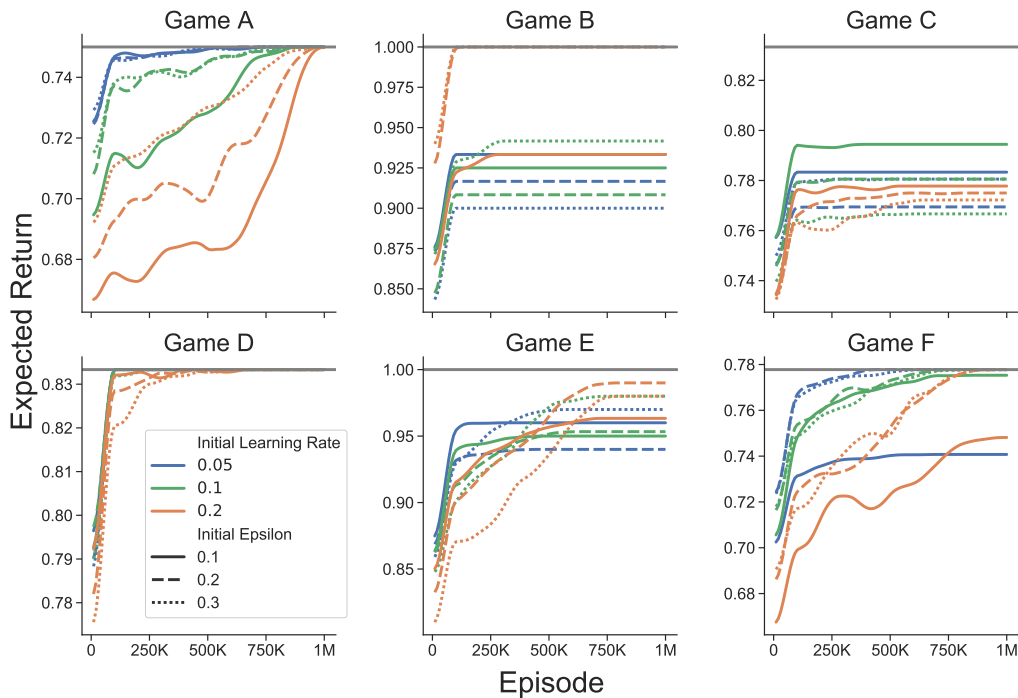 Game A
Game B
Game C
0.74
0.72
0.70
0.68
1.000
0.975
0.950
0.925
0.900
0.875
0.850
0.82
0.80
0.78
0.76
0.74
Expected Return
Game D
Game E
Game F
0.83
0.82
0.81
0.80
0.79
0.78
Initial Learning Rate
0.05
0.1
0.2
Initial Epsilon
0.1
0.2
0.3
1.00
0.95
0.90
0.85
0.78
0.76
0.74
0.72
0.70
0.68
0 250K 500K 750K 1M
0 250K 500K 750K 1M
0 250K 500K 750K 1M
Episode